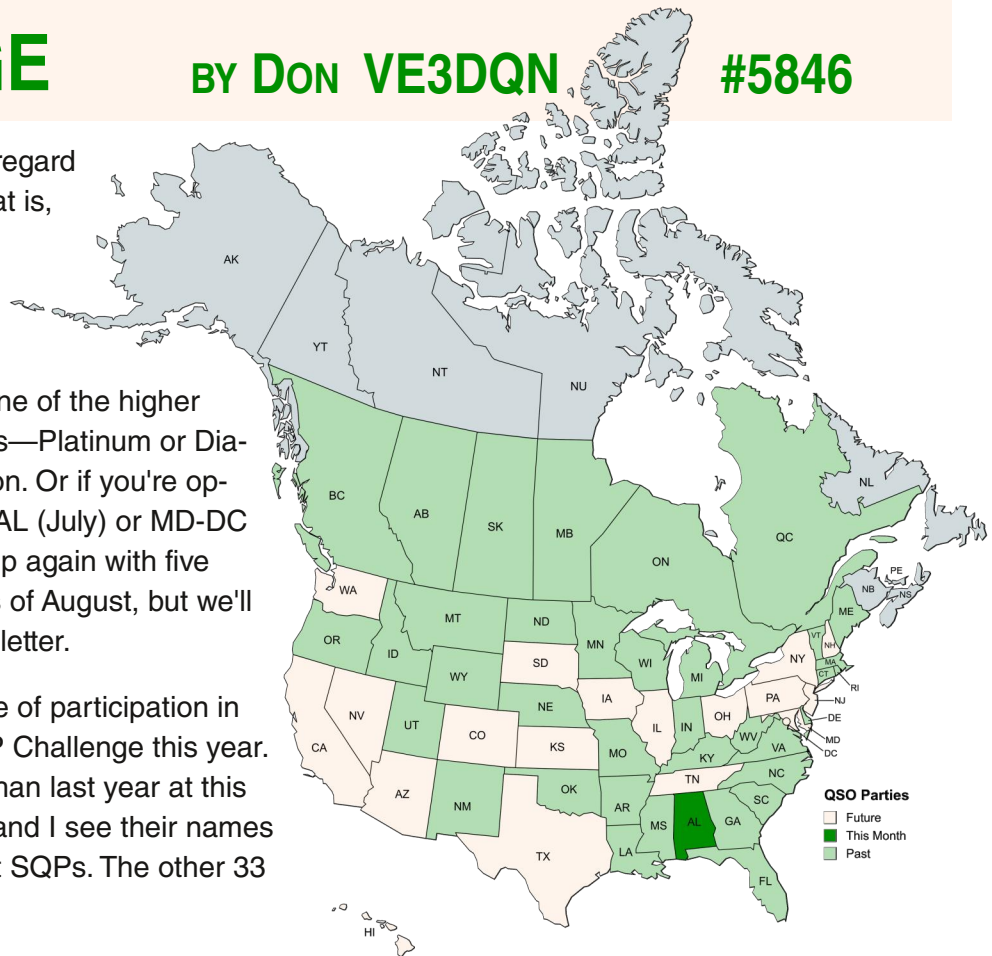 GE BY DON VE3DQN #5846
regard
at is,
ne of the higher
s—Platinum or Dia-
on. Or if you're op-
AL (July) or MD-DC
p again with five
s of August, but we'll
letter.
e of participation in
P Challenge this year.
han last year at this
and I see their names
t SQPs. The other 33
AK
YT
NT
NU
BC
AB
SK
MB
ON
QC
NL
PE
NB
NS
WA
MT
ND
MN
ME
VT
NH
OR
ID
SD
WI
MI
NY
MA
CT
RI
WY
IA
PA
NJ
NV
UT
NE
IL
IN
OH
DE
MD
DC
CA
CO
KS
MO
WV
VA
KY
AZ
NM
OK
TN
NC
AR
SC
MS
AL
GA
TX
LA
FL
HI
QSO Parties
Future
This Month
Past